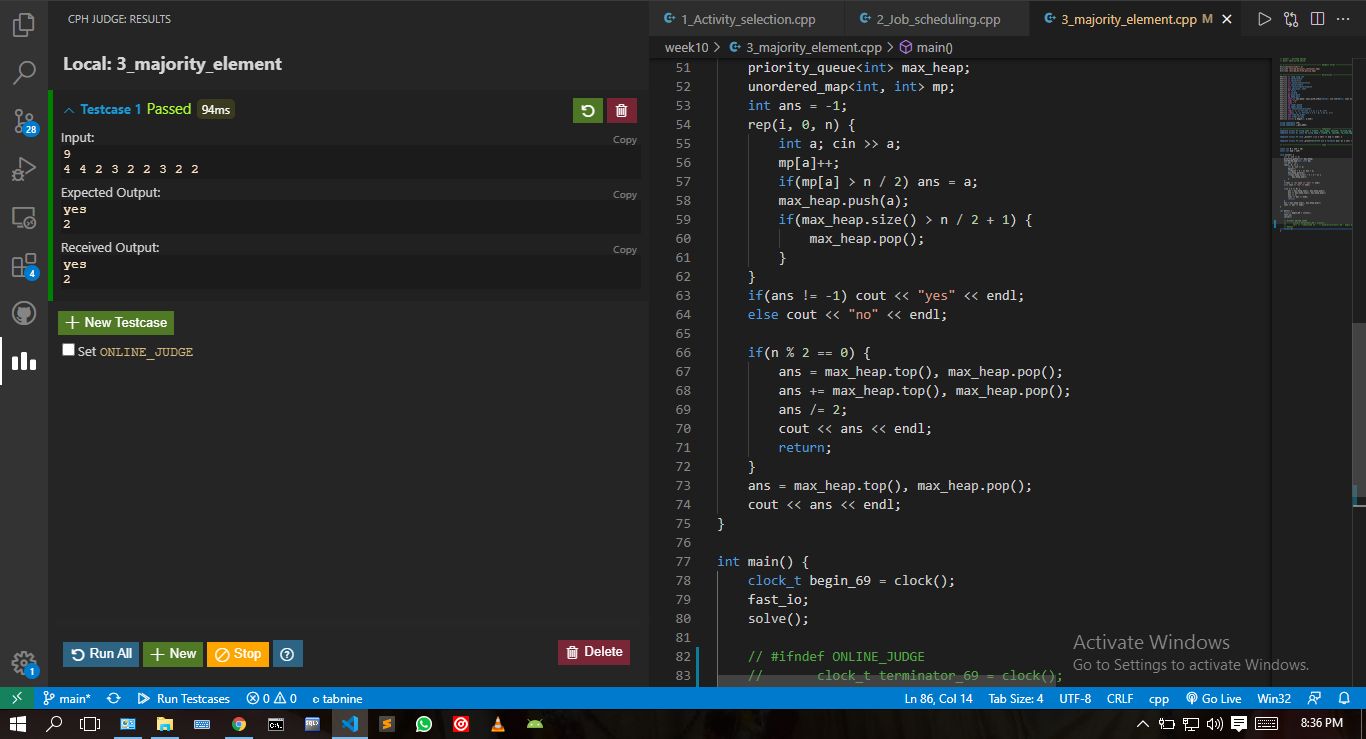 CPH JUDGE: RESULTS
Local: 3_majority_element
Testcase 1 Passed 94ms
Input:
Copy
9
4 4 2 3 2 2 3 2 2
Expected Output:
Copy
yes
2
Received Output:
Copy
yes
2
New Testcase
Set ONLINE_JUDGE
Run All
New
Stop
Delete
28
4
1
1_Activity_selection.cpp
2_Job_scheduling.cpp
3_majority_element.cpp M
week10 > 3_majority_element.cpp > main()
51 priority_queue<int> max_heap;
52 unordered_map<int, int> mp;
53 int ans = -1;
54 rep(i, 0, n) {
55 int a; cin >> a;
56 mp[a]++;
57 if(mp[a] > n / 2) ans = a;
58 max_heap.push(a);
59 if(max_heap.size() > n / 2 + 1) {
60 max_heap.pop();
61 }
62 }
63 if(ans != -1) cout << "yes" << endl;
64 else cout << "no" << endl;
65
66 if(n % 2 == 0) {
67 ans = max_heap.top(), max_heap.pop();
68 ans += max_heap.top(), max_heap.pop();
69 ans /= 2;
70 cout << ans << endl;
71 return;
72 }
73 ans = max_heap.top(), max_heap.pop();
74 cout << ans << endl;
75 }
76
77 int main() {
78 clock_t begin_69 = clock();
79 fast_io;
80 solve();
81
82 // #ifndef ONLINE_JUDGE
83 // clock_t terminator_69 = clock();
Activate Windows
Go to Settings to activate Windows.
main* Run Testcases 0 0 tabnine Ln 86, Col 14 Tab Size: 4 UTF-8 CRLF cpp Go Live Win32
8:36 PM